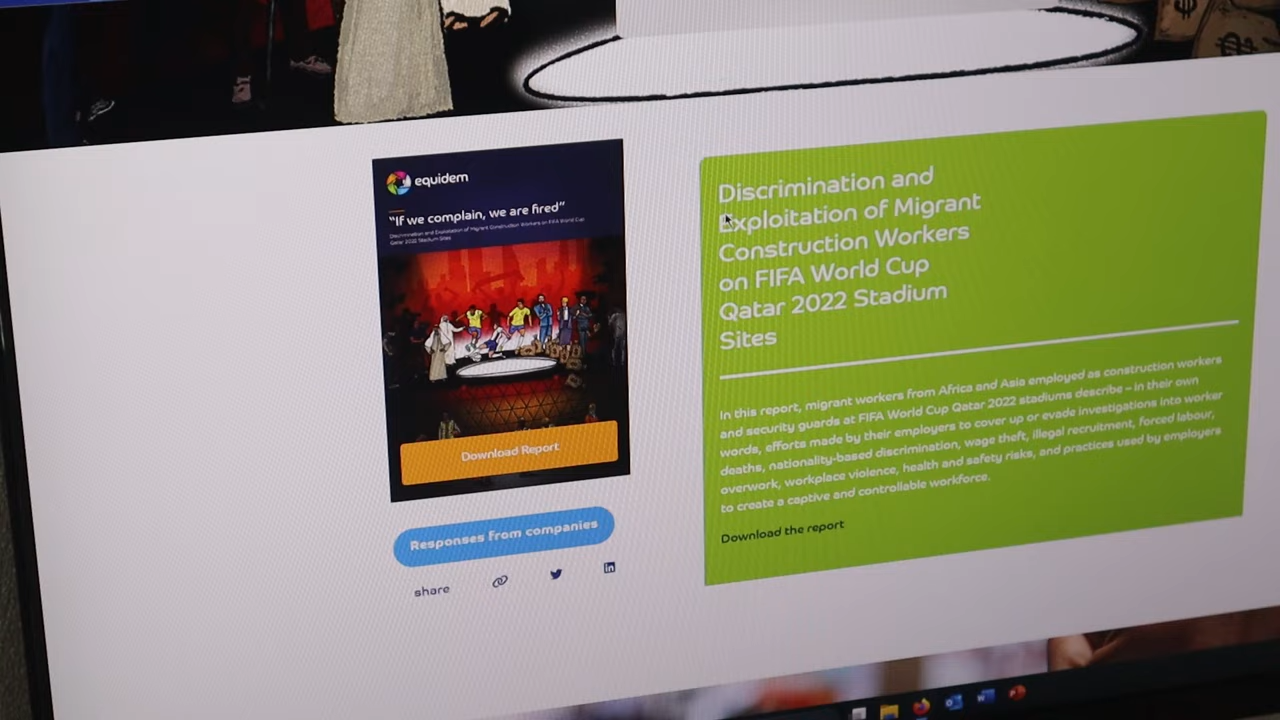 equidem
“If we complain, we are fired”
Discrimination and Exploitation of Migrant Construction Workers on FIFA World Cup
Qatar 2022 Stadium Sites
Download Report
Responses from companies
share
Discrimination and
Exploitation of Migrant
Construction Workers
on FIFA World Cup
Qatar 2022 Stadium
Sites
In this report, migrant workers from Africa and Asia employed as construction workers
and security guards at FIFA World Cup Qatar 2022 stadiums describe – in their own
words, efforts made by their employers to cover up or evade investigations into worker
deaths, nationality-based discrimination, wage theft, illegal recruitment, forced labour,
overwork, workplace violence, health and safety risks, and practices used by employers
to create a captive and controllable workforce.
Download the report